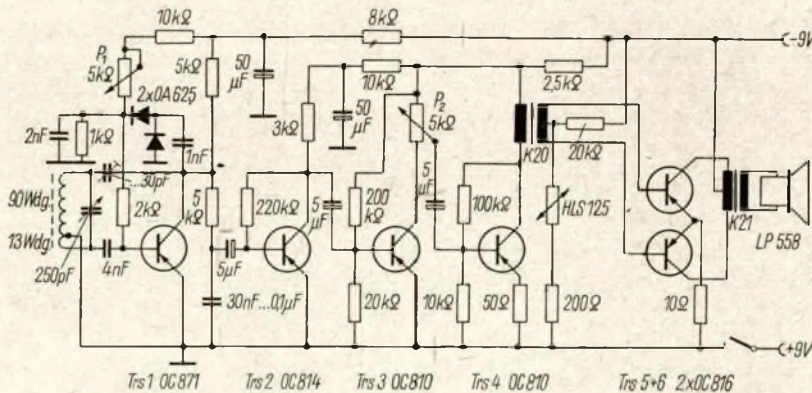 10kΩ
8kΩ
-9V
P₁
5kΩ
5kΩ
50
μF
10kΩ
2,5kΩ
2x0A625
P₂
5kΩ
50
μF
3kΩ
2nF
1kΩ
1nF
K20
20kΩ
...30pF
5
μF
90Wdg
2kΩ
5
kΩ
220kΩ
5
μF
200
kΩ
100kΩ
HLS 125
K21
LP 558
13Wdg
250pF
4nF
5μF
30nF...0,1μF
20kΩ
10kΩ
50Ω
200Ω
10Ω
+9V
Trs 1 OC871
Trs 2 OC814
Trs 3 OC810
Trs 4 OC810
Trs 5+6 2xOC816